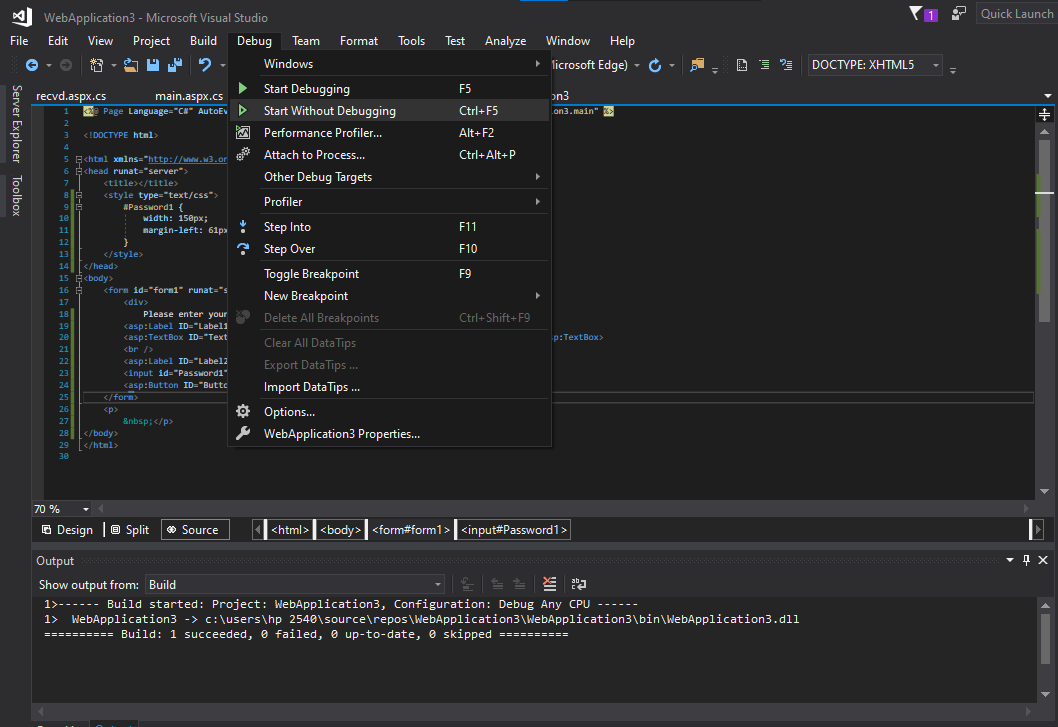 WebApplication3 - Microsoft Visual Studio
1
Quick Launch
File Edit View Project Build Debug Team Format Tools Test Analyze Window Help
Microsoft Edge) DOCTYPE: XHTML5
Server Explorer
Toolbox
recvd.aspx.cs main.aspx.cs
Windows
Start Debugging F5
Start Without Debugging Ctrl+F5
Performance Profiler... Alt+F2
Attach to Process... Ctrl+Alt+P
Other Debug Targets
Profiler
Step Into F11
Step Over F10
Toggle Breakpoint F9
New Breakpoint
Delete All Breakpoints Ctrl+Shift+F9
Clear All DataTips
Export DataTips ...
Import DataTips ...
Options...
WebApplication3 Properties...
1 <%@ Page Language="C#" AutoEv on3.main" %>
2
3 <!DOCTYPE html>
4
5 <html xmlns="http://www.w3.or
6 <head runat="server">
7 <title></title>
8 <style type="text/css">
9 #Password1 {
10 width: 150px;
11 margin-left: 61px
12 }
13 </style>
14 </head>
15 <body>
16 <form id="form1" runat="s
17 <div>
18 Please enter your
19 <asp:Label ID="Label1
20 <asp:TextBox ID="Text p:TextBox>
21 <br />
22 <asp:Label ID="Label2
23 <input id="Password1"
24 <asp:Button ID="Butto
25 </form>
26 <p>
27 &nbsp;</p>
28 </body>
29 </html>
30
70 %
Design Split Source <html> <body> <form#form1> <input#Password1>
Output
Show output from: Build
1>------ Build started: Project: WebApplication3, Configuration: Debug Any CPU ------
1> WebApplication3 -> c:\users\hp 2540\source\repos\WebApplication3\WebApplication3\bin\WebApplication3.dll
========== Build: 1 succeeded, 0 failed, 0 up-to-date, 0 skipped ==========